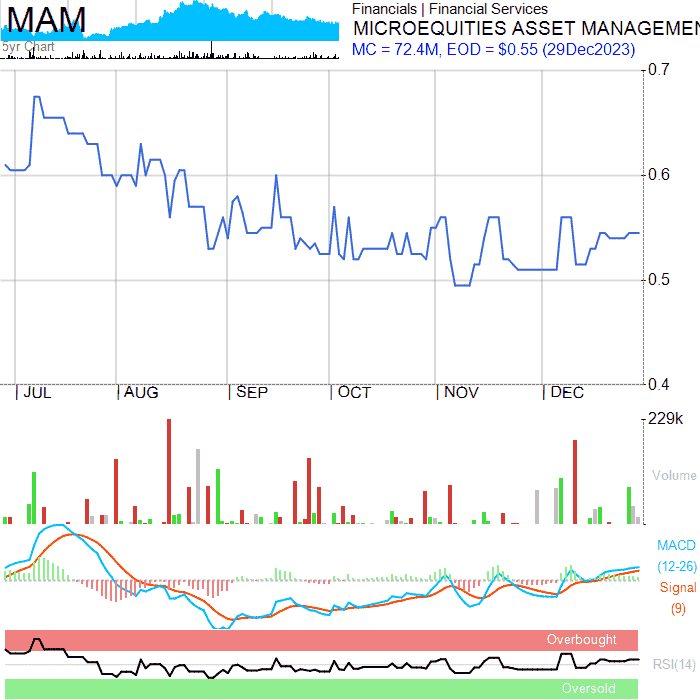 MAM
5yr Chart
Financials | Financial Services
MICROEQUITIES ASSET MANAGEMEN
MC = 72.4M, EOD = $0.55 (29Dec2023)
0.7
0.6
0.5
0.4
JUL
AUG
SEP
OCT
NOV
DEC
229k
Volume
MACD
(12-26)
Signal
(9)
Overbought
RSI(14)
Oversold